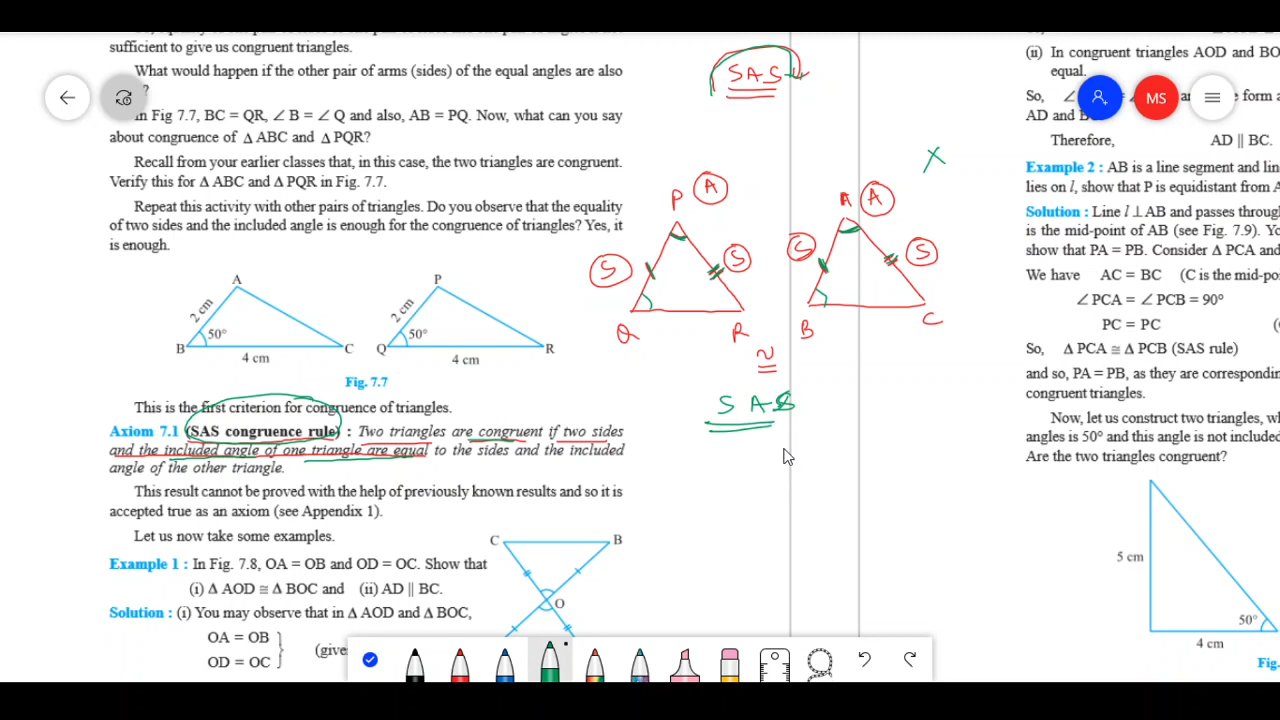 sufficient to give us congruent triangles.
What would happen if the other pair of arms (sides) of the equal angles are also
?
In Fig 7.7, BC = QR, ∠ B = ∠ Q and also, AB = PQ. Now, what can you say
about congruence of Δ ABC and Δ PQR?
Recall from your earlier classes that, in this case, the two triangles are congruent.
Verify this for Δ ABC and Δ PQR in Fig. 7.7.
Repeat this activity with other pairs of triangles. Do you observe that the equality
of two sides and the included angle is enough for the congruence of triangles? Yes, it
is enough.
A
2 cm
50°
B
4 cm
C
P
2 cm
50°
Q
4 cm
R
Fig. 7.7
This is the first criterion for congruence of triangles.
Axiom 7.1 (SAS congruence rule) : Two triangles are congruent if two sides
and the included angle of one triangle are equal to the sides and the included
angle of the other triangle.
This result cannot be proved with the help of previously known results and so it is
accepted true as an axiom (see Appendix 1).
Let us now take some examples.
Example 1 : In Fig. 7.8, OA = OB and OD = OC. Show that
(i) Δ AOD ≅ Δ BOC and (ii) AD || BC.
Solution : (i) You may observe that in Δ AOD and Δ BOC,
OA = OB
OD = OC
(give
C
B
O
SAS
P A
S
S
Q
R
A A
S
S
B
C
≅
SAS
X
MS
(ii) In congruent triangles AOD and BO
equal.
So, ∠
form a
AD and
Therefore, AD || BC.
Example 2 : AB is a line segment and lin
lies on l, show that P is equidistant from A
Solution : Line l ⊥ AB and passes throug
is the mid-point of AB (see Fig. 7.9). Yo
show that PA = PB. Consider Δ PCA and
We have AC = BC (C is the mid-po
∠ PCA = ∠ PCB = 90°
PC = PC
So, Δ PCA ≅ Δ PCB (SAS rule)
and so, PA = PB, as they are correspondin
congruent triangles.
Now, let us construct two triangles, wh
angles is 50° and this angle is not include
Are the two triangles congruent?
5 cm
50°
4 cm
Fig.